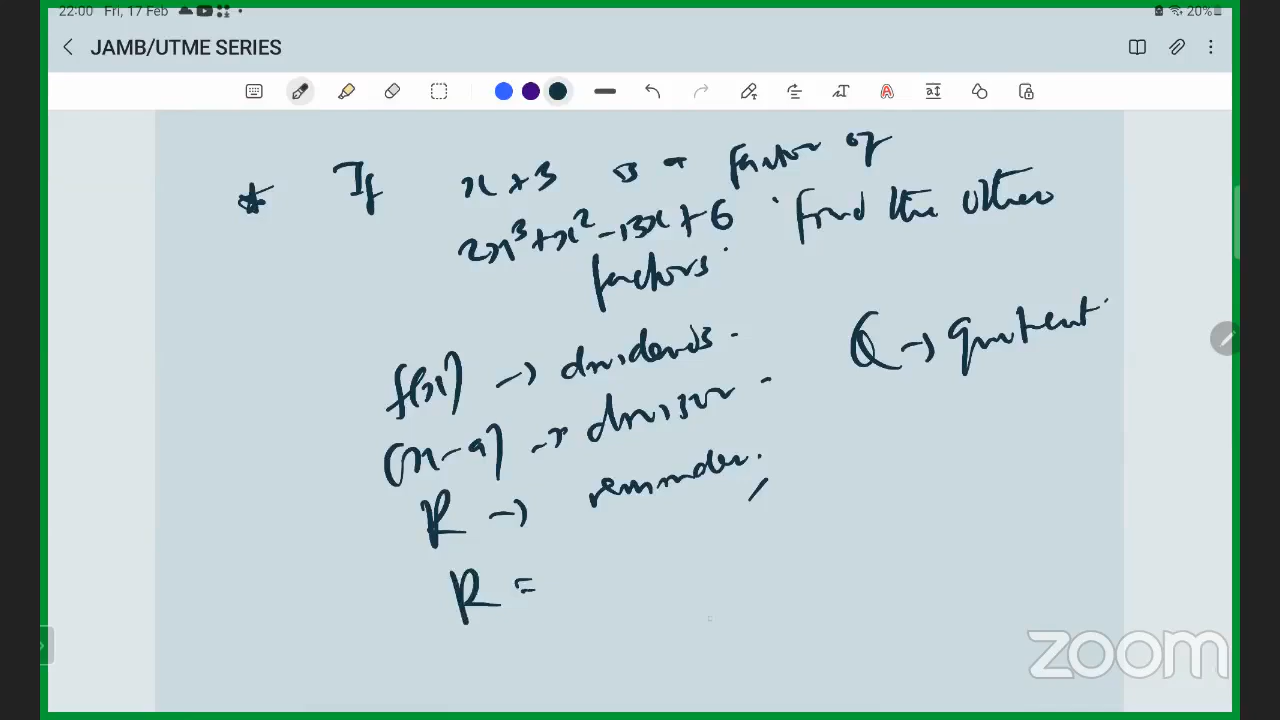 22:00 Fri, 17 Feb
20%
JAMB/UTME SERIES
* If x+3 is a factor of
2x³+x²-13x+6. find the other
factors.
f(x) → dividends.
Q → quotient.
(x-a) → divisor.
R → remainder.
R =
zoom